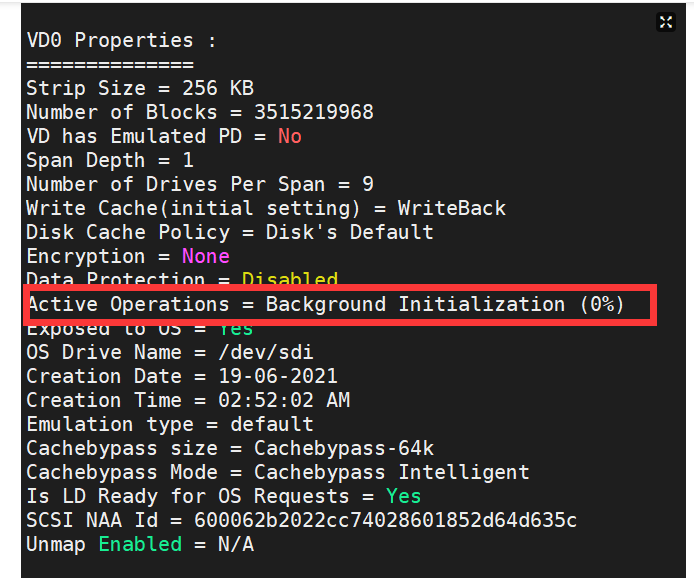 VD0 Properties :
==============
Strip Size = 256 KB
Number of Blocks = 3515219968
VD has Emulated PD = No
Span Depth = 1
Number of Drives Per Span = 9
Write Cache(initial setting) = WriteBack
Disk Cache Policy = Disk's Default
Encryption = None
Data Protection = Disabled
Active Operations = Background Initialization (0%)
Exposed to OS = Yes
OS Drive Name = /dev/sdi
Creation Date = 19-06-2021
Creation Time = 02:52:02 AM
Emulation type = default
Cachebypass size = Cachebypass-64k
Cachebypass Mode = Cachebypass Intelligent
Is LD Ready for OS Requests = Yes
SCSI NAA Id = 600062b2022cc74028601852d64d635c
Unmap Enabled = N/A